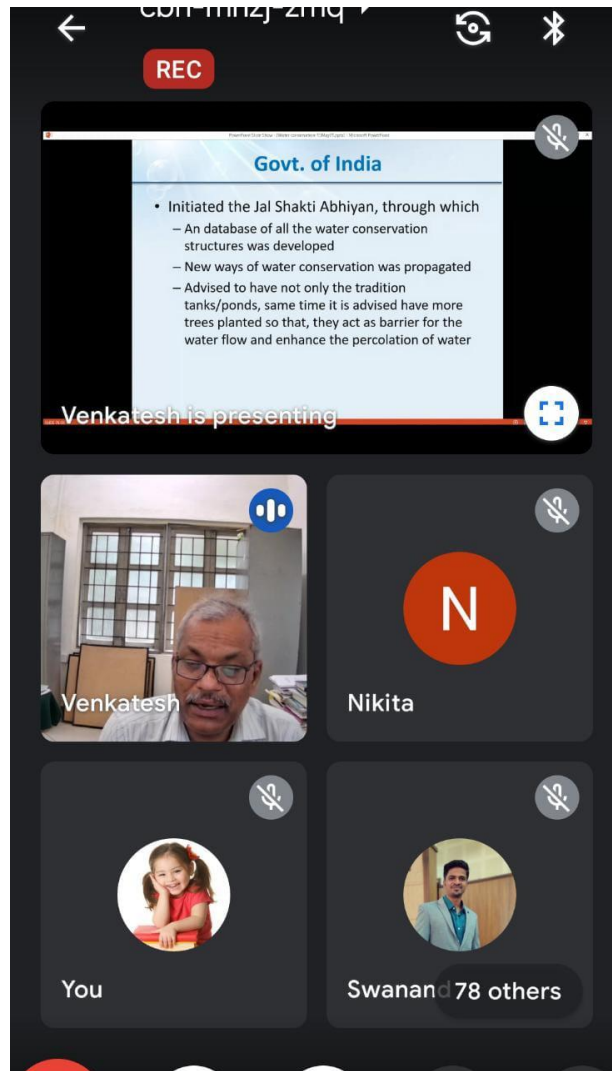 REC
Govt. of India
• Initiated the Jal Shakti Abhiyan, through which
– An database of all the water conservation
structures was developed
– New ways of water conservation was propagated
– Advised to have not only the tradition
tanks/ponds, same time it is advised have more
trees planted so that, they act as barrier for the
water flow and enhance the percolation of water
Venkatesh is presenting
Venkatesh
N
Nikita
You
Swanand
78 others